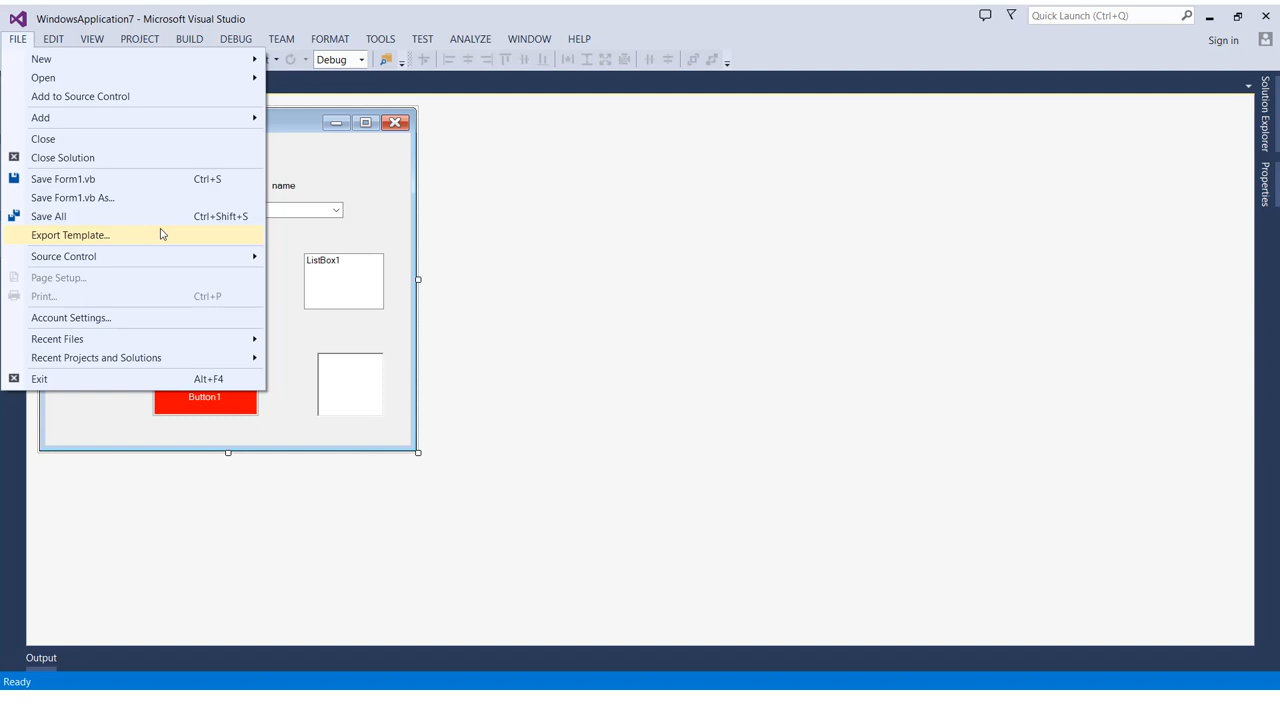 WindowsApplication7 - Microsoft Visual Studio
Quick Launch (Ctrl+Q)
FILE EDIT VIEW PROJECT BUILD DEBUG TEAM FORMAT TOOLS TEST ANALYZE WINDOW HELP
Sign in
Debug
New
Open
Add to Source Control
Add
Close
Close Solution
Save Form1.vb Ctrl+S
Save Form1.vb As...
Save All Ctrl+Shift+S
Export Template...
Source Control
Page Setup...
Print... Ctrl+P
Account Settings...
Recent Files
Recent Projects and Solutions
Exit Alt+F4
name
ListBox1
Button1
Solution Explorer
Properties
Output
Ready